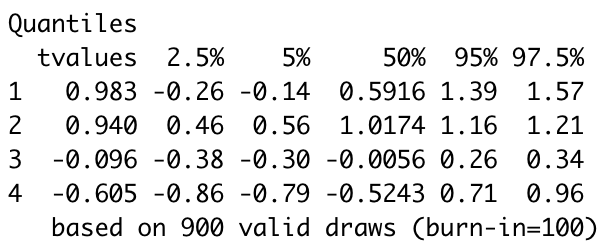 Quantiles
  tvalues  2.5%    5%     50%  95% 97.5%
1   0.983 -0.26 -0.14  0.5916 1.39  1.57
2   0.940  0.46  0.56  1.0174 1.16  1.21
3  -0.096 -0.38 -0.30 -0.0056 0.26  0.34
4  -0.605 -0.86 -0.79 -0.5243 0.71  0.96
   based on 900 valid draws (burn-in=100)